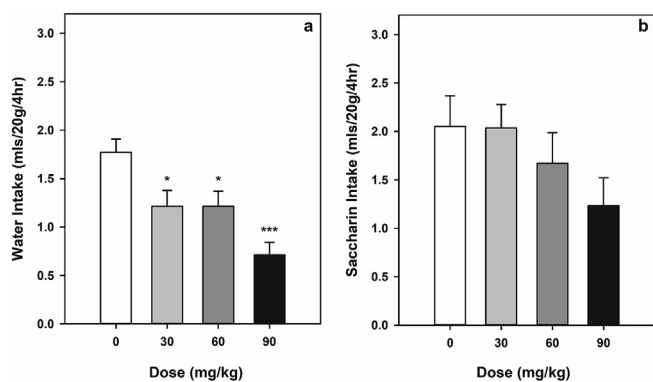 a
3.0
2.5
2.0
1.5
1.0
0.5
0.0
Water Intake (mls/20g/4hr)
* * ***
0 30 60 90
Dose (mg/kg)
b
3.0
2.5
2.0
1.5
1.0
0.5
0.0
Saccharin Intake (mls/20g/4hr)
0 30 60 90
Dose (mg/kg)